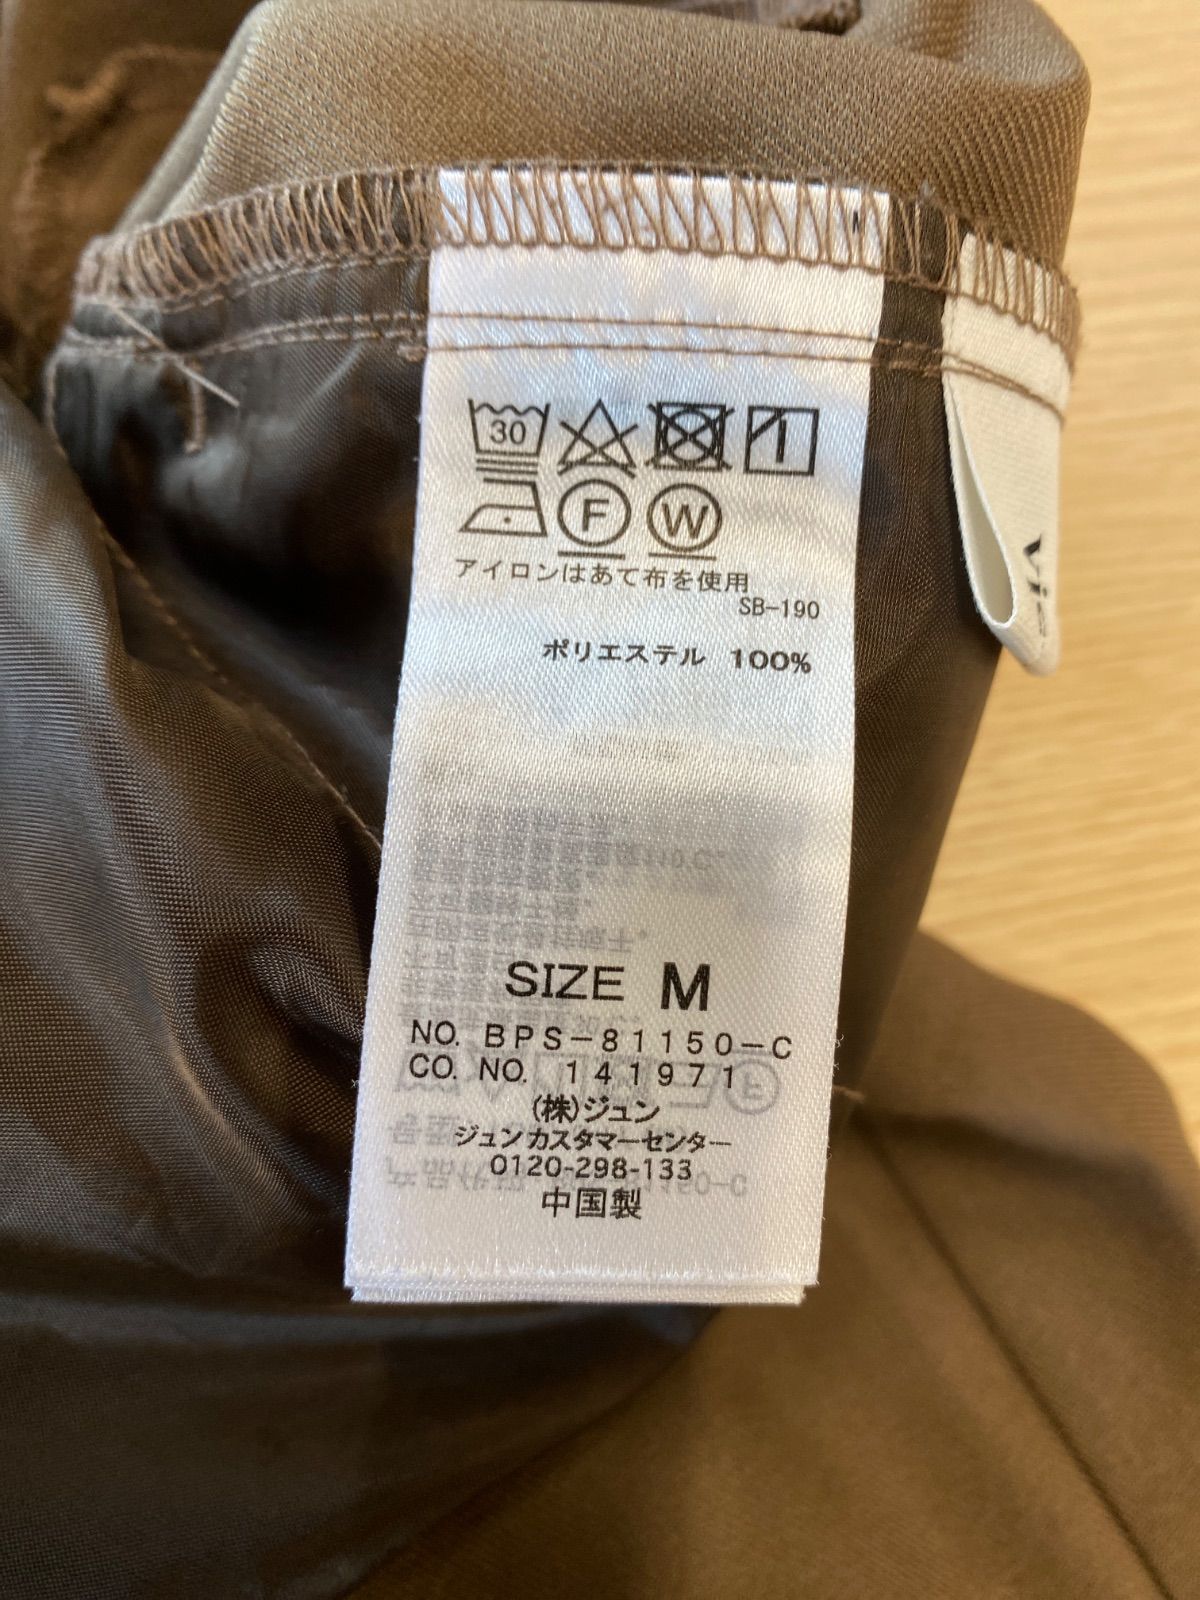 30
F W
アイロンはあて布を使用
SB-190
ポリエステル 100%
SIZE M
NO. BPS-81150-C
CO. NO. 141971
(株)ジュン
ジュンカスタマーセンター
0120-298-133
中国製